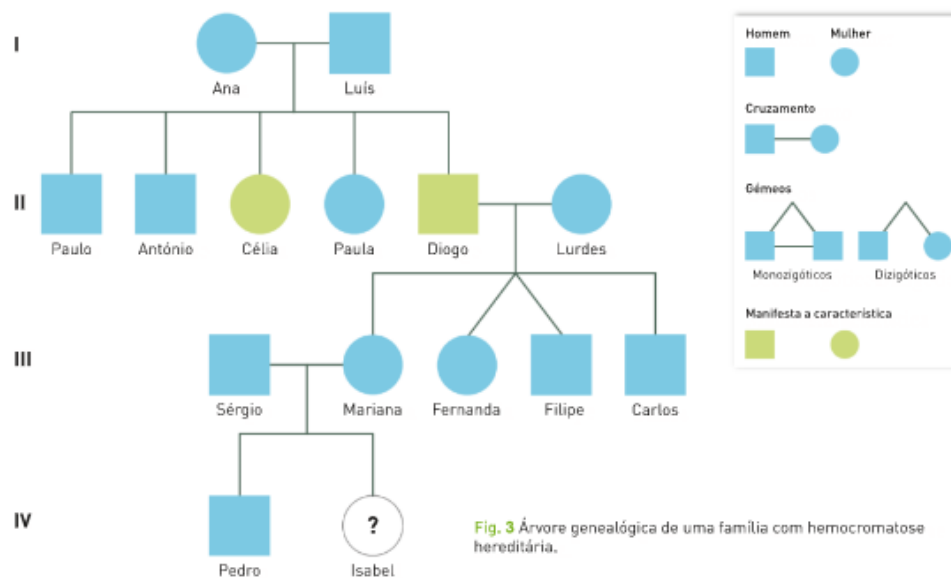 I
Ana
Luís
II
Paulo
António
Célia
Paula
Diogo
Lurdes
III
Sérgio
Mariana
Fernanda
Filipe
Carlos
IV
Pedro
?
Isabel
Homem
Mulher
Cruzamento
Gémeos
Monozigóticos
Dizigóticos
Manifesta a característica
Fig. 3 Árvore genealógica de uma família com hemocromatose
hereditária.